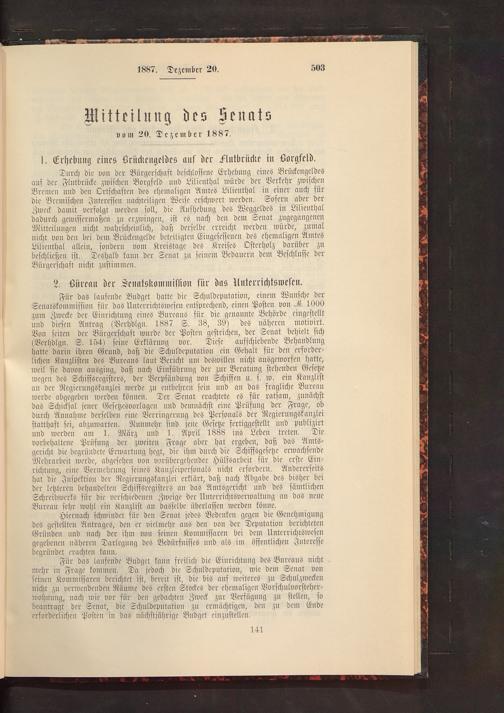 1887. Dezember 20. 503
Mitteilung des Senats
vom 20. Dezember 1887.
1. Erhebung eines Brückengeldes auf der Flutbrücke in Borgfeld.
Durch die von der Bürgerschaft beschlossene Erhebung eines Brückengeldes
auf der Flutbrücke zwischen Borgfeld und Lilienthal würde der Verkehr zwischen
Bremen und den Ortschaften des ehemaligen Amtes Lilienthal in einer auch für
die Bremischen Interessen nachteiligen Weise erschwert werden. Sofern aber der
Zweck damit verfolgt werden soll, die Aufhebung des Weggeldes in Lilienthal
dadurch gewissermaßen zu erzwingen, ist es nach den dem Senat zugegangenen
Mitteilungen nicht wahrscheinlich, daß derselbe erreicht werden würde, zumal
nicht von den bei dem Brückengelde beteiligten Eingesessenen des ehemaligen Amtes
Lilienthal allein, sondern vom Kreistage des Kreises Osterholz darüber zu
beschließen ist. Deshalb kann der Senat zu seinem Bedauern dem Beschlusse der
Bürgerschaft nicht zustimmen.
2. Büreau der Senatskommission für das Unterrichtswesen.
Für das laufende Budget hatte die Schuldeputation, einem Wunsche der
Senatskommission für das Unterrichtswesen entsprechend, einen Posten von ℳ 1000
zum Zwecke der Einrichtung eines Bureaus für die genannte Behörde eingestellt
und diesen Antrag (Verhdlgn. 1887 S. 38, 39) des näheren motivirt.
Von seiten der Bürgerschaft wurde der Posten gestrichen, der Senat behielt sich
(Verhdlgn. S. 154) seine Erklärung vor. Diese aufschiebende Behandlung
hatte darin ihren Grund, daß die Schuldeputation ein Gehalt für den erforder-
lichen Kanzlisten des Bureaus laut Bericht um deswillen nicht ausgeworfen hatte,
weil sie davon ausging, daß nach Einführung der zur Beratung stehenden Gesetze
wegen des Schiffsregisters, der Verpfändung von Schiffen u. s. w. ein Kanzlist
an der Regierungskanzlei werde zu entbehren sein und an das fragliche Bureau
werde abgegeben werden können. Der Senat erachtete es für ratsam, zunächst
das Schicksal jener Gesetzesvorlagen und demnächst eine Prüfung der Frage, ob
durch Annahme derselben eine Verringerung des Personals der Regierungskanzlei
statthaft sei, abzuwarten. Nunmehr sind jene Gesetze fertiggestellt und publizirt
und werden am 1. März und 1. April 1888 ins Leben treten. Die
vorbehaltene Prüfung der zweiten Frage aber hat ergeben, daß das Amts-
gericht die begründete Erwartung hegt, die ihm durch die Schiffsgesetze erwachsende
Mehrarbeit werde, abgesehen von vorübergehender Hülfsarbeit für die erste Ein-
richtung, eine Vermehrung seines Kanzleipersonals nicht erfordern. Andererseits
hat die Inspektion der Regierungskanzlei erklärt, daß nach Abgabe des bisher bei
der letzteren behandelten Schiffsregisters an das Amtsgericht und des sämtlichen
Schreibwerks für die verschiedenen Zweige der Unterrichtsverwaltung an das neue
Bureau sehr wohl ein Kanzlist an dasselbe überlassen werden könne.
Hiernach schwindet für den Senat jedes Bedenken gegen die Genehmigung
des gestellten Antrages, den er vielmehr aus den von der Deputation berichteten
Gründen und nach der ihm von seinen Kommissaren bei dem Unterrichtswesen
gegebenen näheren Darlegung des Bedürfnisses und als im öffentlichen Interesse
begründet erachten kann.
Für das laufende Budget kann freilich die Einrichtung des Bureaus nicht
mehr in Frage kommen. Da jedoch die Schuldeputation, wie dem Senat von
seinen Kommissaren berichtet ist, bereit ist, die bis auf weiteres zu Schulzwecken
nicht zu verwendenden Räume des ersten Stockes der ehemaligen Vorschulvorsteher-
wohnung, nach wie vor für den gedachten Zweck zur Verfügung zu stellen, so
beantragt der Senat, die Schuldeputation zu ermächtigen, den zu dem Ende
erforderlichen Posten in das nächstjährige Budget einzustellen.
141